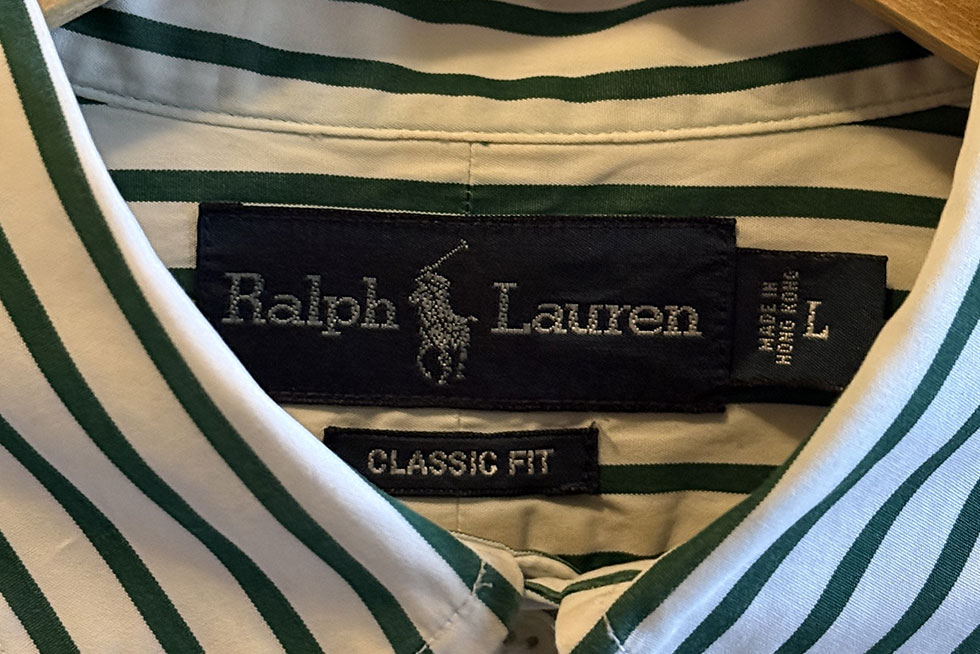 Ralph Lauren
MADE IN
HONG KONG
L
CLASSIC FIT